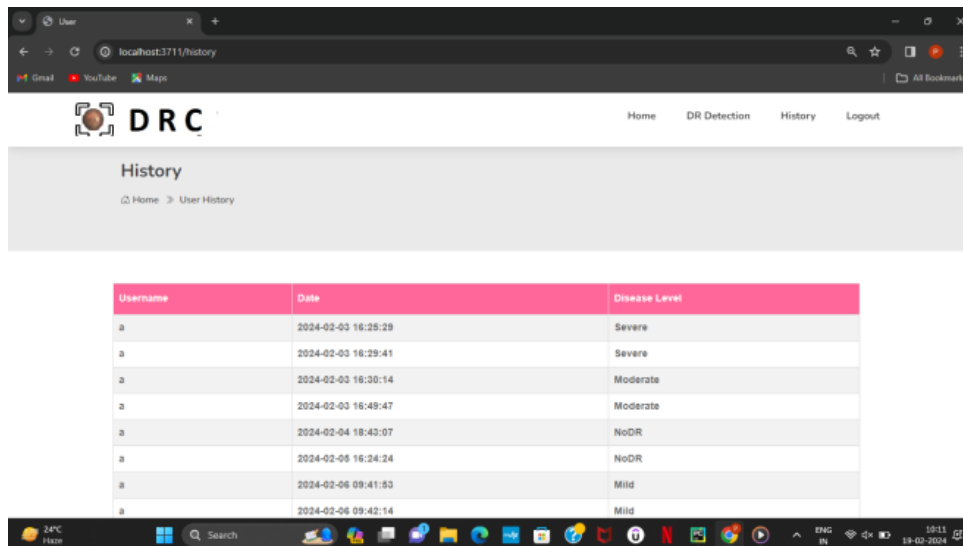 User
localhost:3711/history
Gmail YouTube Maps All Bookmark
DRC
Home DR Detection History Logout
History
Home » User History
Username Date Disease Level
a 2024-02-03 16:25:29 Severe
a 2024-02-03 16:29:41 Severe
a 2024-02-03 16:30:14 Moderate
a 2024-02-03 16:49:47 Moderate
a 2024-02-04 18:43:07 NoDR
a 2024-02-05 16:24:24 NoDR
a 2024-02-06 09:41:53 Mild
a 2024-02-06 09:42:14 Mild
24°C
Haze
Search
ENG
IN
10:11
19-02-2024